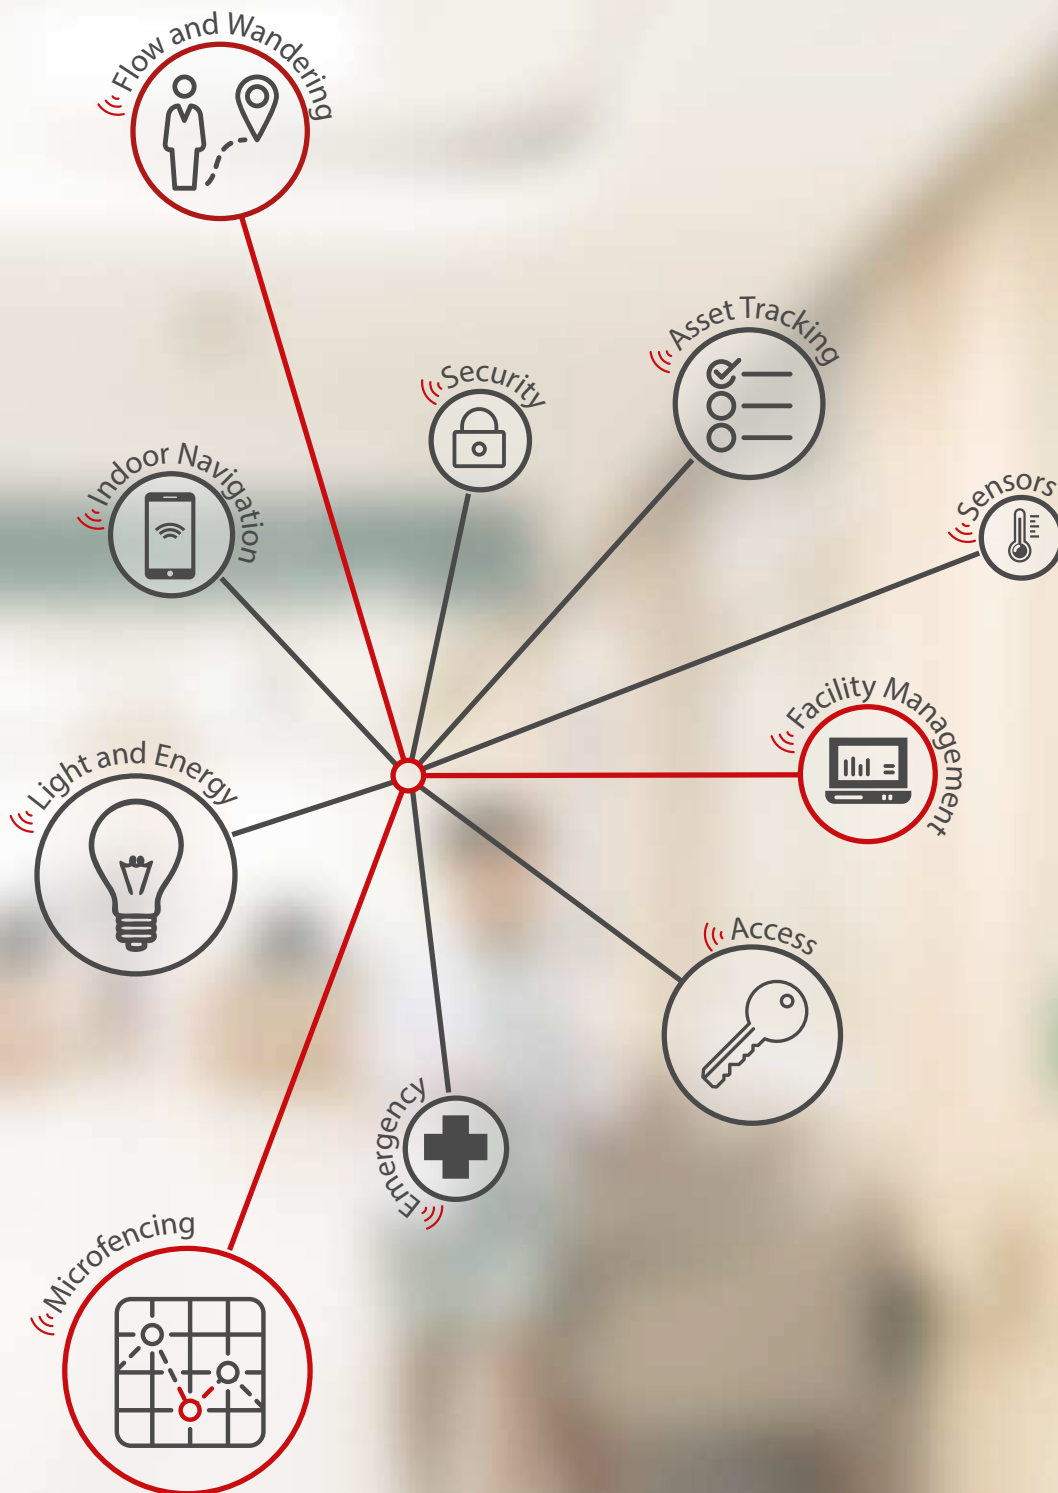 Flow and Wandering
Asset Tracking
Security
Indoor Navigation
Sensors
Facility Management
Light and Energy
Access
Emergency
Microfencing